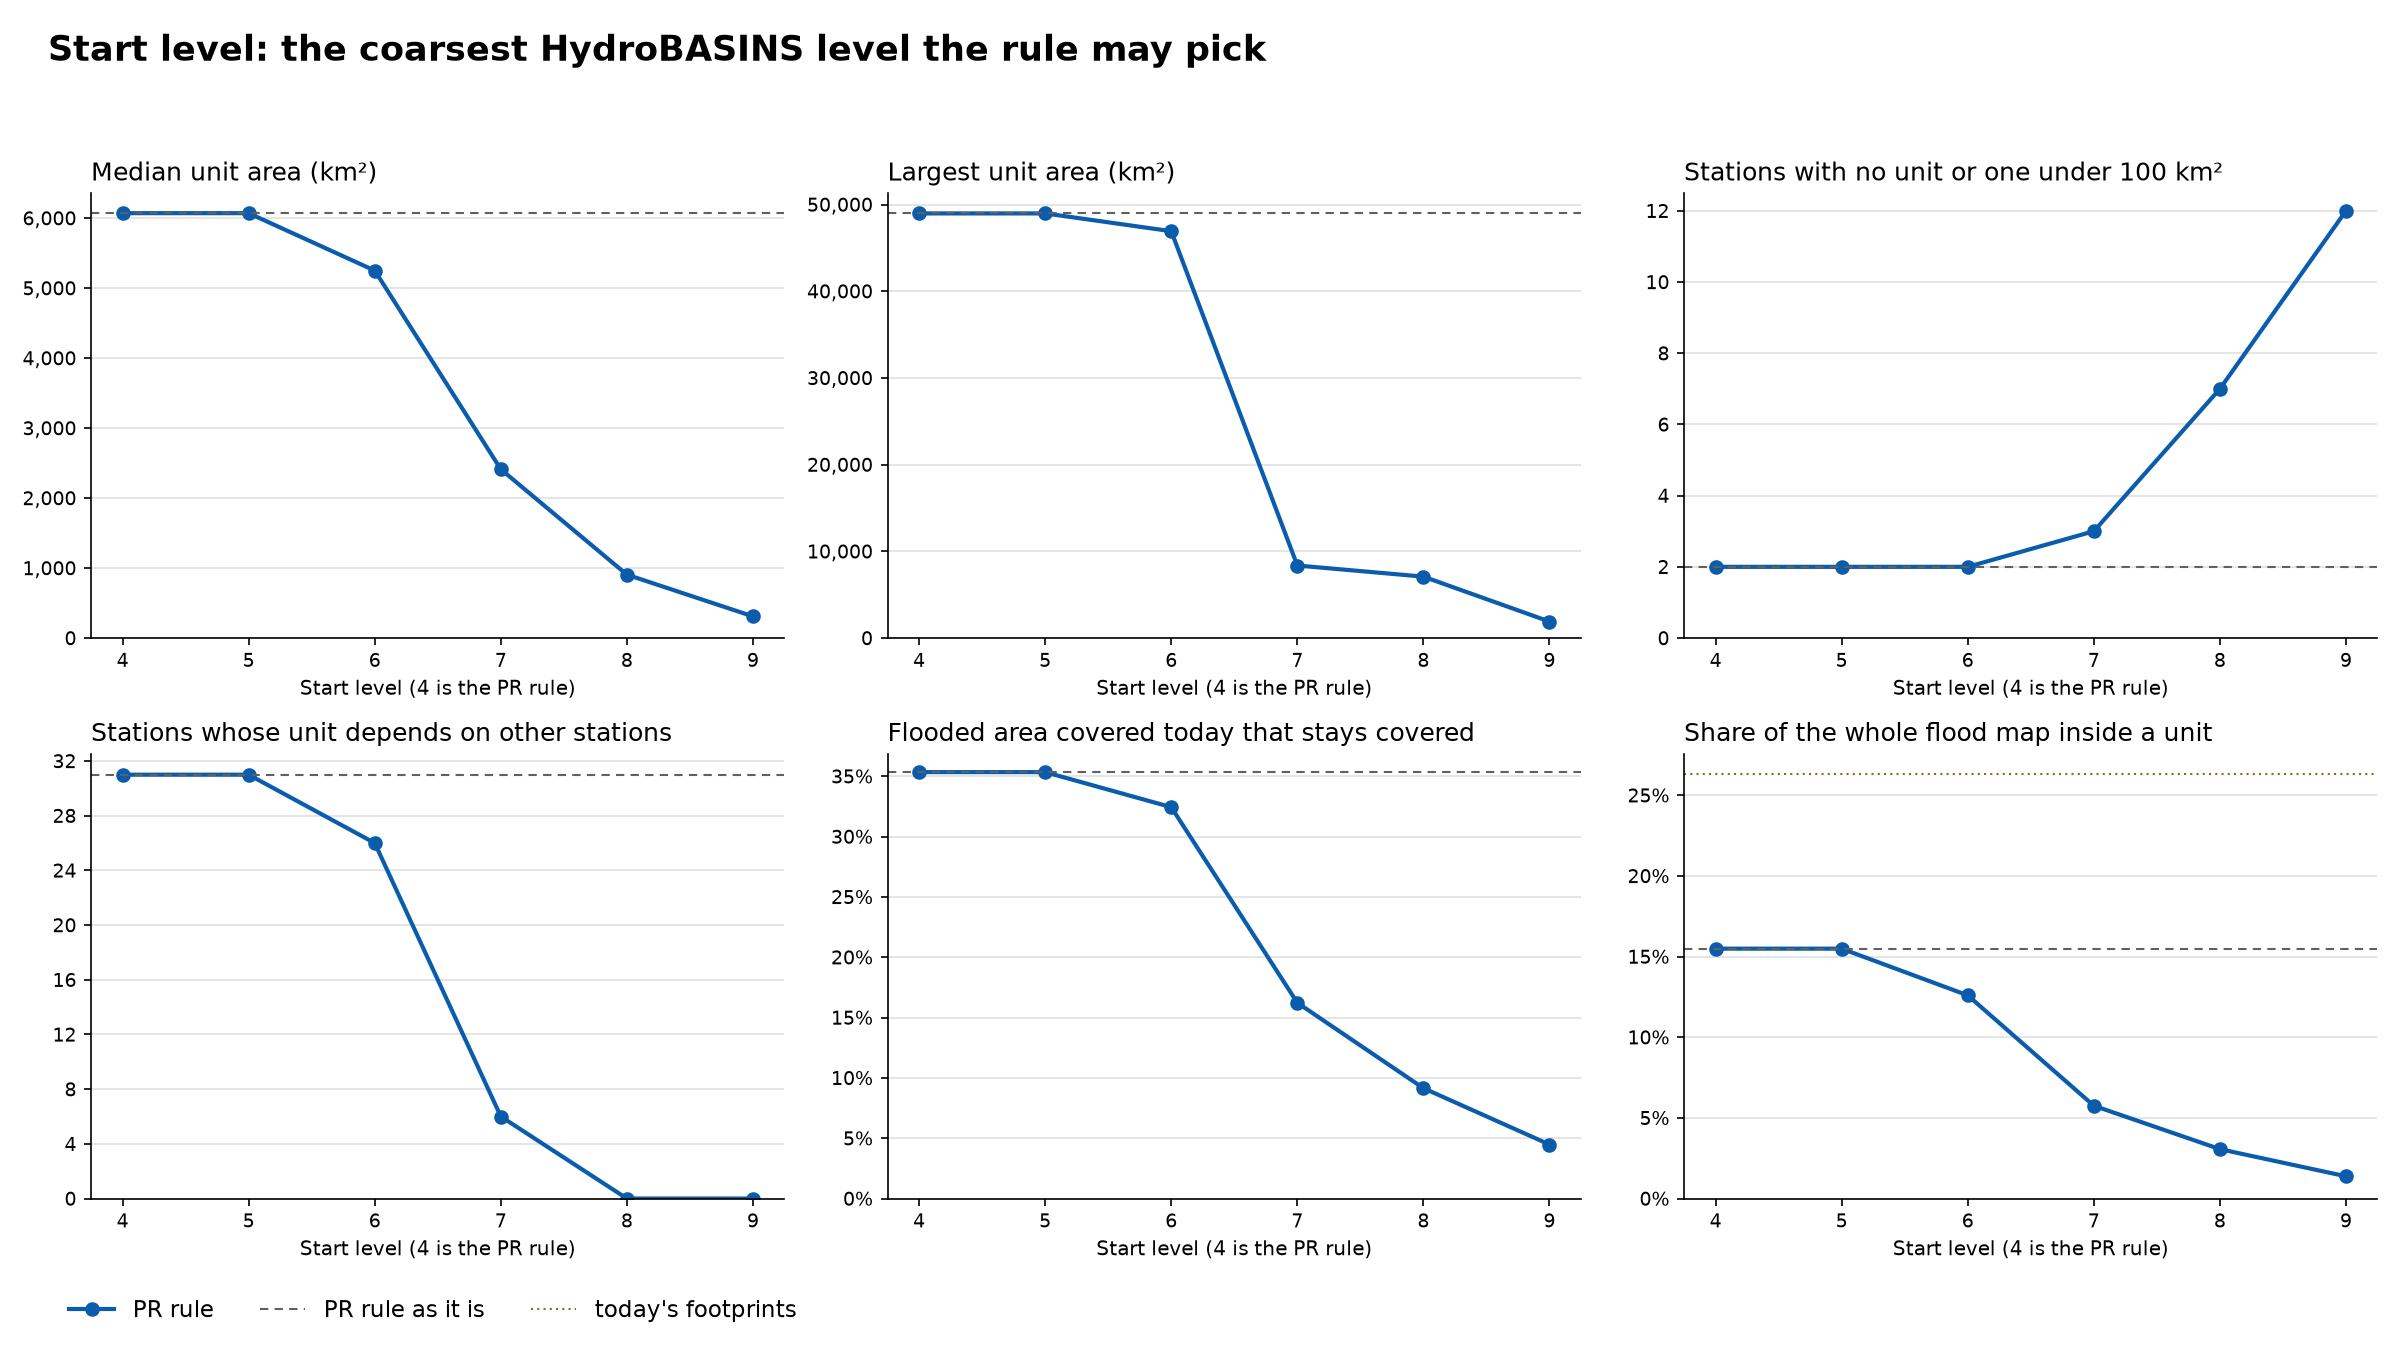 Start level: the coarsest HydroBASINS level the rule may pick
Median unit area (km²)
6,000
5,000
4,000
3,000
2,000
1,000
0
4 5 6 7 8 9
Start level (4 is the PR rule)
Largest unit area (km²)
50,000
40,000
30,000
20,000
10,000
0
4 5 6 7 8 9
Start level (4 is the PR rule)
Stations with no unit or one under 100 km²
12
10
8
6
4
2
0
4 5 6 7 8 9
Start level (4 is the PR rule)
Stations whose unit depends on other stations
32
28
24
20
16
12
8
4
0
4 5 6 7 8 9
Start level (4 is the PR rule)
Flooded area covered today that stays covered
35%
30%
25%
20%
15%
10%
5%
0%
4 5 6 7 8 9
Start level (4 is the PR rule)
Share of the whole flood map inside a unit
25%
20%
15%
10%
5%
0%
4 5 6 7 8 9
Start level (4 is the PR rule)
PR rule
PR rule as it is
today's footprints